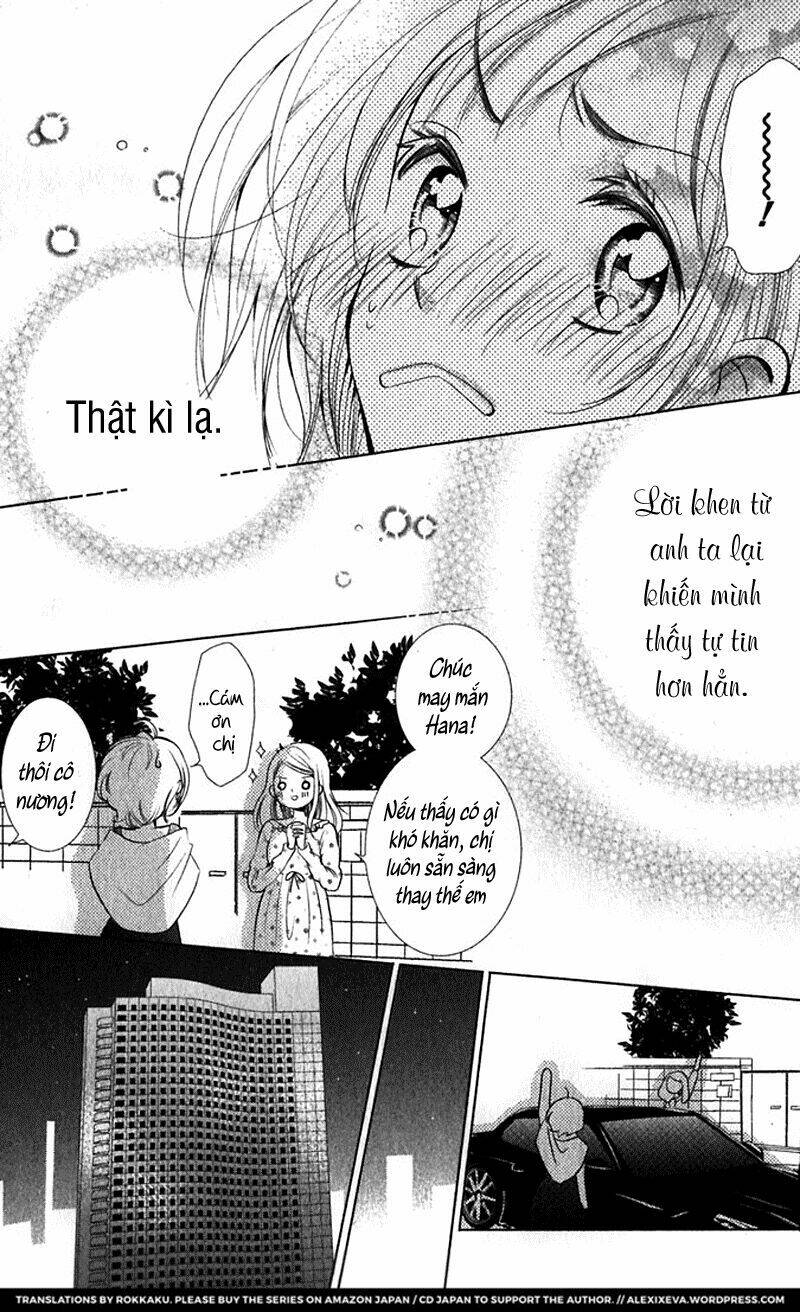 ~~~~~~!
Thật kì lạ.
Lời khen từ
anh ta lại
khiến mình
thấy tự tin
hơn hẳn.
Chúc
may mắn
Hana!
...Cám
ơn
chị
Đi
thôi cô
nương!
Nếu thấy có gì
khó khăn, chị
luôn sẵn sàng
thay thế em
TRANSLATIONS BY ROKKAKU. PLEASE BUY THE SERIES ON AMAZON JAPAN / CD JAPAN TO SUPPORT THE AUTHOR. // ALEXIXEVA.WORDPRESS.COM